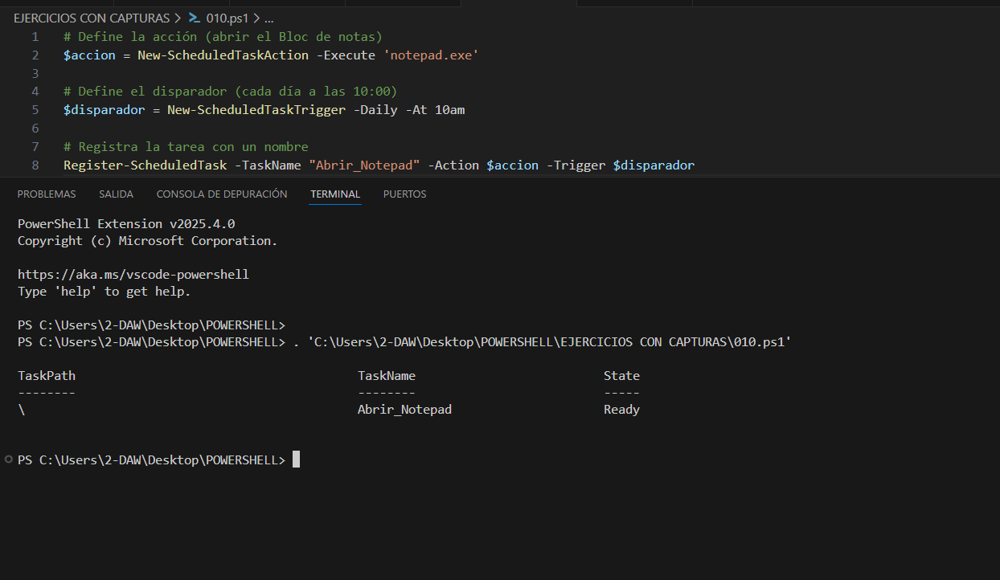 EJERCICIOS CON CAPTURAS > 010.ps1 > ...
1 # Define la acción (abrir el Bloc de notas)
2 $accion = New-ScheduledTaskAction -Execute 'notepad.exe'
3
4 # Define el disparador (cada día a las 10:00)
5 $disparador = New-ScheduledTaskTrigger -Daily -At 10am
6
7 # Registra la tarea con un nombre
8 Register-ScheduledTask -TaskName "Abrir_Notepad" -Action $accion -Trigger $disparador
PROBLEMAS SALIDA CONSOLA DE DEPURACIÓN TERMINAL PUERTOS
PowerShell Extension v2025.4.0
Copyright (c) Microsoft Corporation.
https://aka.ms/vscode-powershell
Type 'help' to get help.
PS C:\Users\2-DAW\Desktop\POWERSHELL>
PS C:\Users\2-DAW\Desktop\POWERSHELL> . 'C:\Users\2-DAW\Desktop\POWERSHELL\EJERCICIOS CON CAPTURAS\010.ps1'
TaskPath TaskName State
-------- -------- -----
\ Abrir_Notepad Ready
PS C:\Users\2-DAW\Desktop\POWERSHELL>